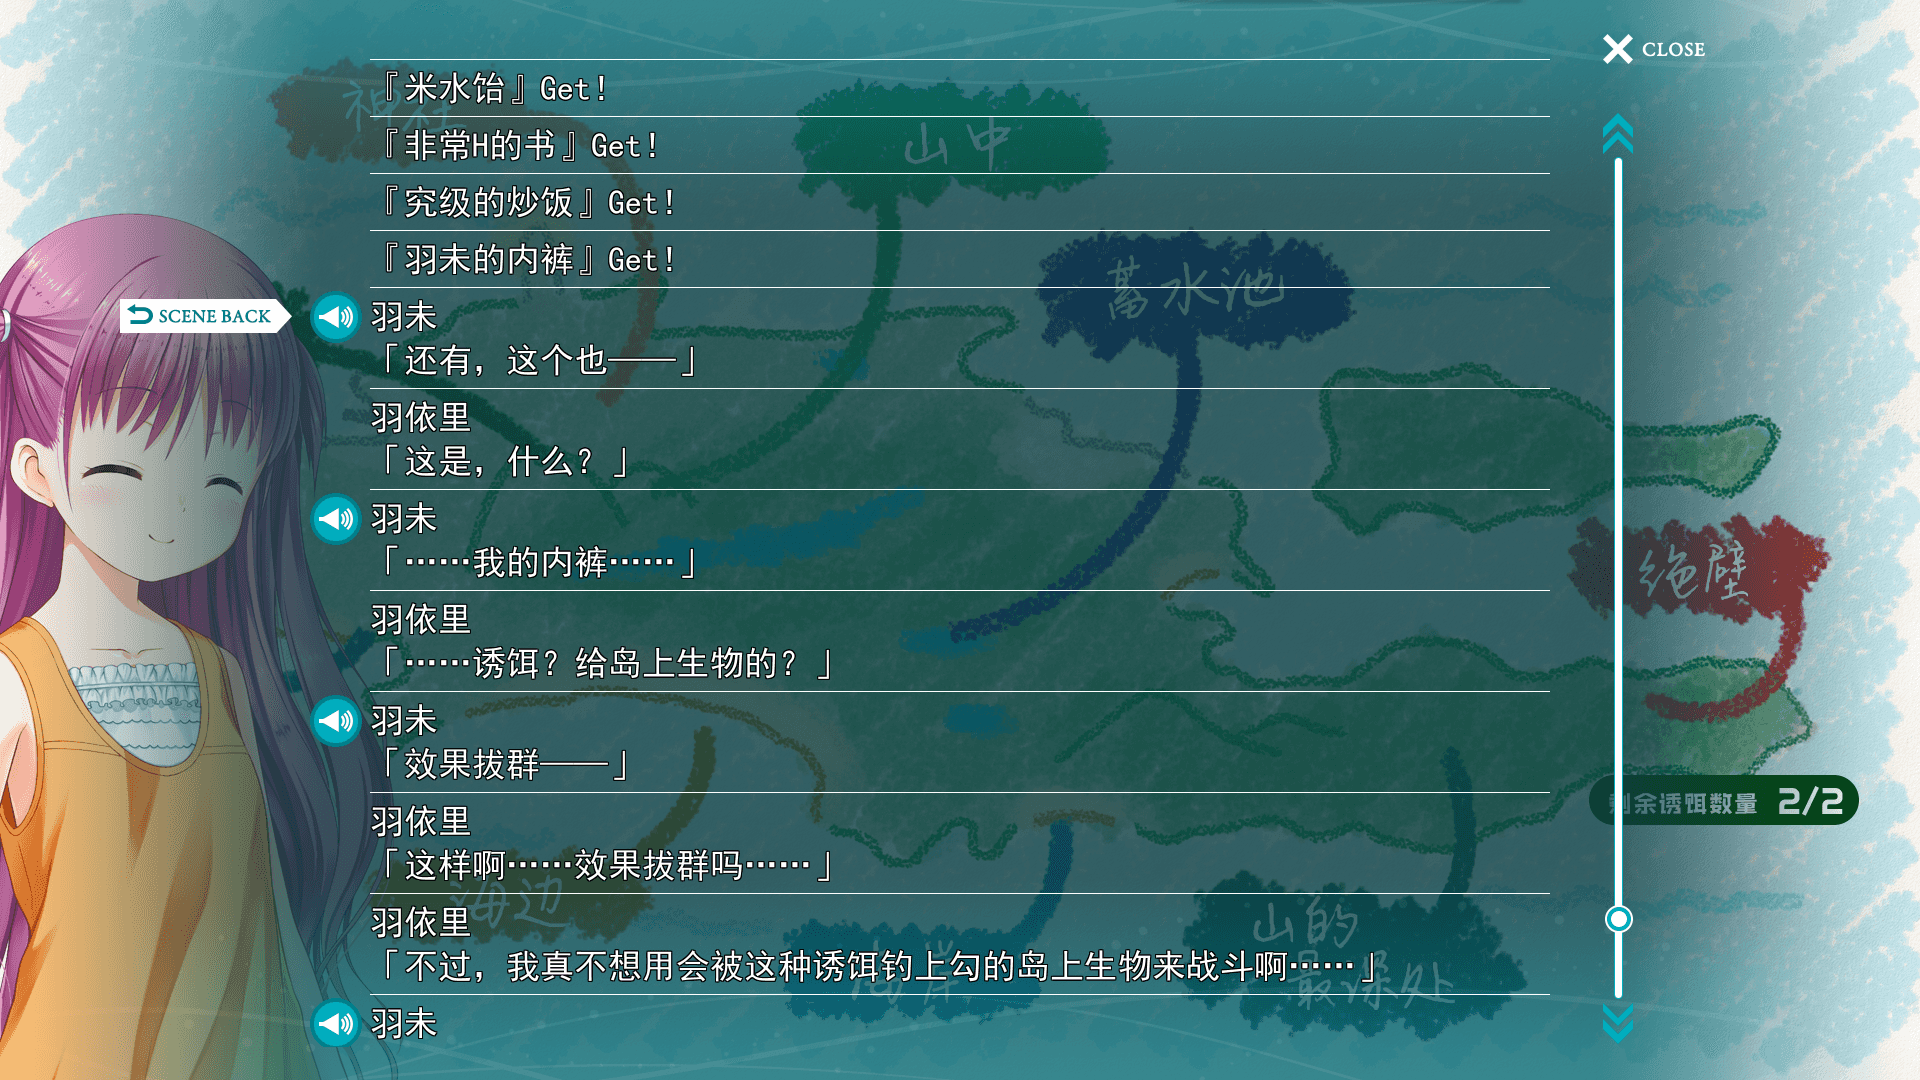 CLOSE
『米水饴』Get！
『非常H的书』Get！
『究级的炒饭』Get！
『羽未的内裤』Get！
SCENE BACK
羽未
「还有，这个也——」
羽依里
「这是，什么？」
羽未
「……我的内裤……」
羽依里
「……诱饵？给岛上生物的？」
羽未
「效果拔群——」
羽依里
「这样啊……效果拔群吗……」
羽依里
「不过，我真不想用会被这种诱饵钓上勾的岛上生物来战斗啊……」
羽未
神社
山中
蓄水池
绝壁
剩余诱饵数量 2/2
海边
山的
最深处